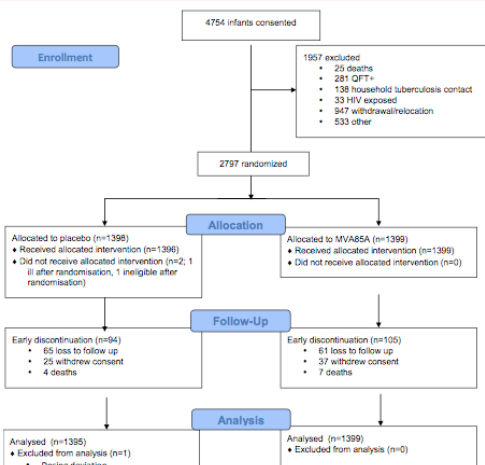 4754 infants consented
Enrollment
1957 excluded
• 25 deaths
• 281 QFT+
• 138 household tuberculosis contact
• 33 HIV exposed
• 947 withdrawal/relocation
• 533 other
2797 randomized
Allocation
Allocated to placebo (n=1398)
♦ Received allocated intervention (n=1396)
♦ Did not receive allocated intervention (n=2; 1
ill after randomisation, 1 ineligible after
randomisation)
Allocated to MVA85A (n=1399)
♦ Received allocated intervention (n=1399)
♦ Did not receive allocated intervention (n=0)
Follow-Up
Early discontinuation (n=94)
• 65 loss to follow up
• 25 withdrew consent
• 4 deaths
Early discontinuation (n=105)
• 61 loss to follow up
• 37 withdrew consent
• 7 deaths
Analysis
Analysed (n=1395)
♦ Excluded from analysis (n=1)
• Dosing deviation
Analysed (n=1399)
♦ Excluded from analysis (n=0)